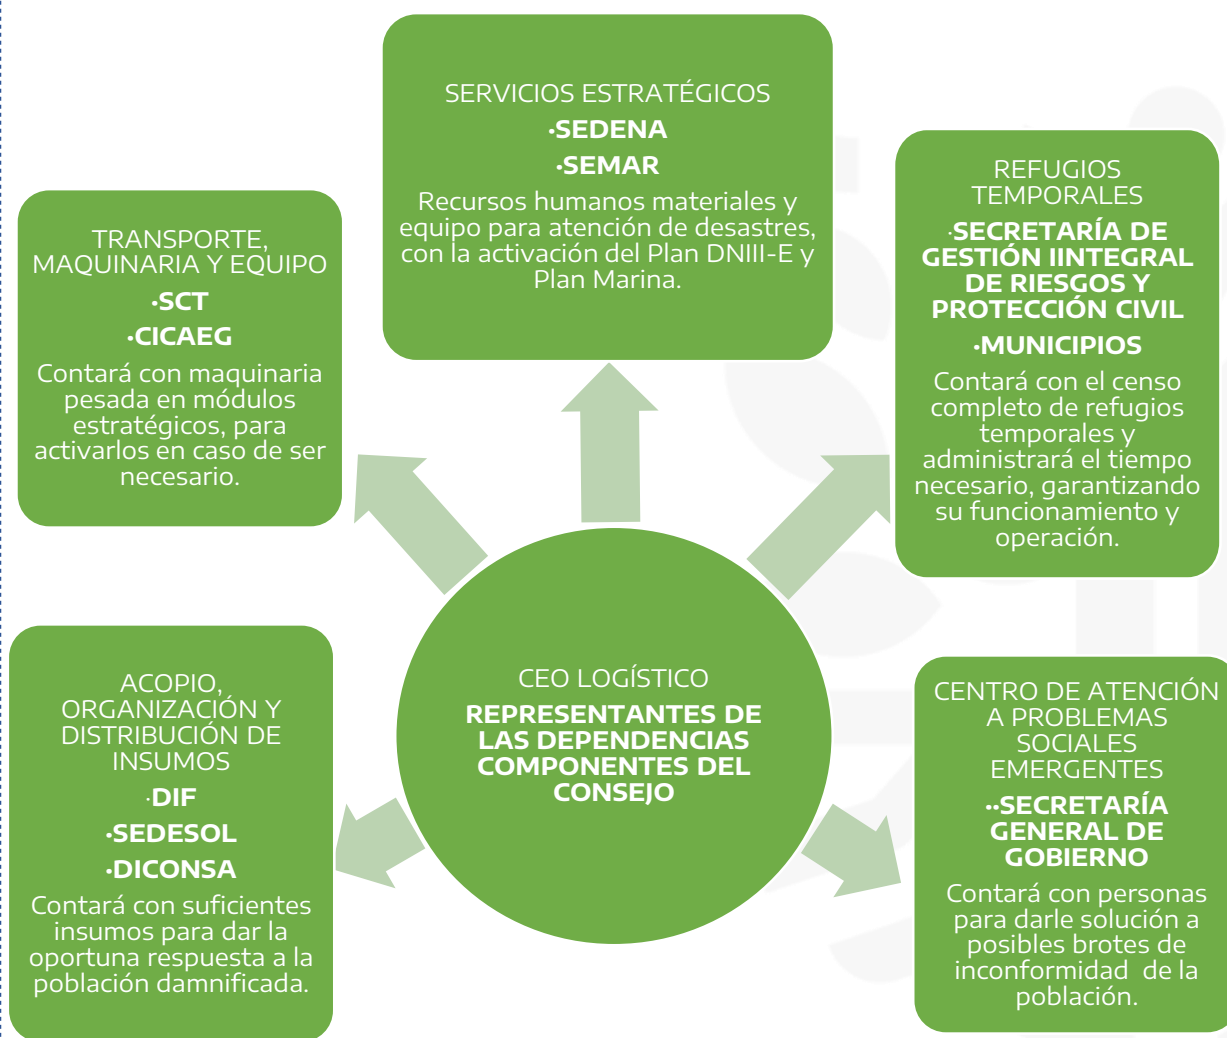 SERVICIOS ESTRATÉGICOS
·SEDENA
·SEMAR
Recursos humanos materiales y
equipo para atención de desastres,
con la activación del Plan DNIII-E y
Plan Marina.
TRANSPORTE,
MAQUINARIA Y EQUIPO
·SCT
·CICAEG
Contará con maquinaria
pesada en módulos
estratégicos, para
activarlos en caso de ser
necesario.
REFUGIOS
TEMPORALES
·SECRETARÍA DE
GESTIÓN IINTEGRAL
DE RIESGOS Y
PROTECCIÓN CIVIL
·MUNICIPIOS
Contará con el censo
completo de refugios
temporales y
administrará el tiempo
necesario, garantizando
su funcionamiento y
operación.
CEO LOGÍSTICO
REPRESENTANTES DE
LAS DEPENDENCIAS
COMPONENTES DEL
CONSEJO
ACOPIO,
ORGANIZACIÓN Y
DISTRIBUCIÓN DE
INSUMOS
·DIF
·SEDESOL
·DICONSA
Contará con suficientes
insumos para dar la
oportuna respuesta a la
población damnificada.
CENTRO DE ATENCIÓN
A PROBLEMAS
SOCIALES
EMERGENTES
··SECRETARÍA
GENERAL DE
GOBIERNO
Contará con personas
para darle solución a
posibles brotes de
inconformidad de la
población.